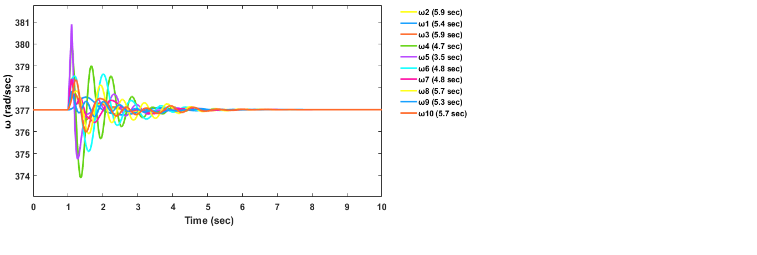 381
380
379
378
377
376
375
374
ω (rad/sec)
0 1 2 3 4 5 6 7 8 9 10
Time (sec)
ω2 (5.9 sec)
ω1 (5.4 sec)
ω3 (5.9 sec)
ω4 (4.7 sec)
ω5 (3.5 sec)
ω6 (4.8 sec)
ω7 (4.8 sec)
ω8 (5.7 sec)
ω9 (5.3 sec)
ω10 (5.7 sec)